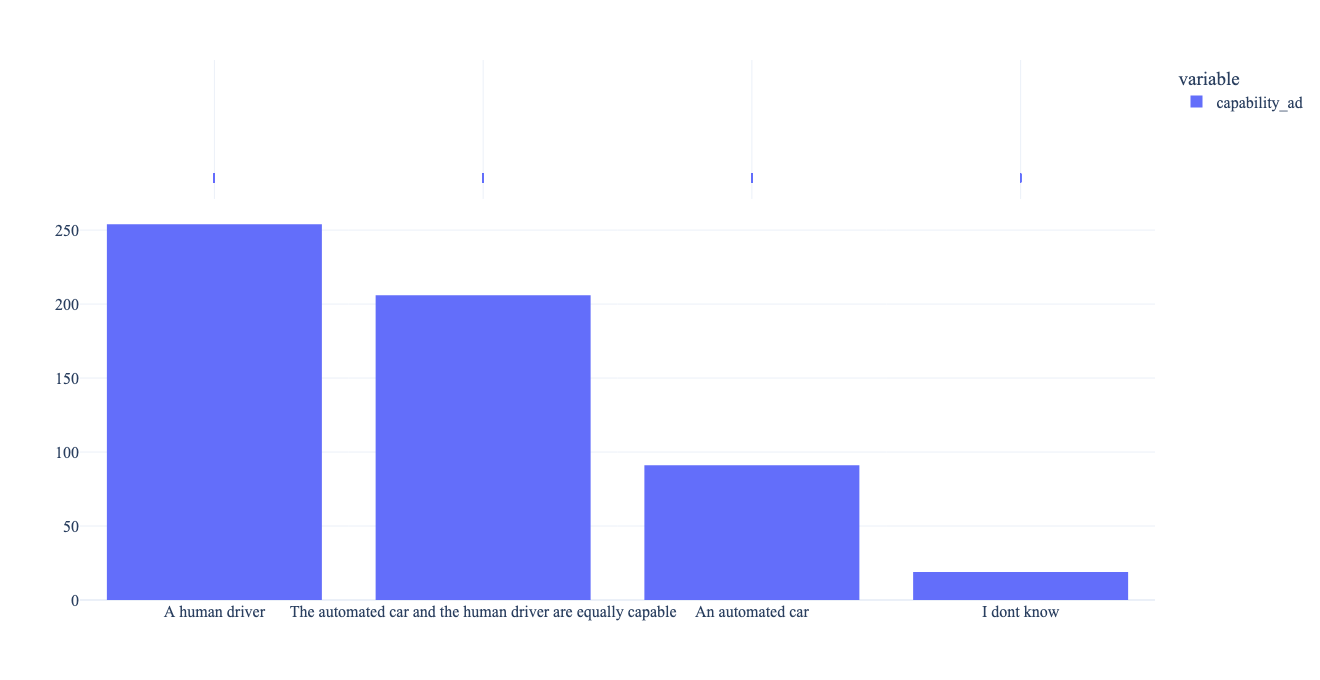 variable
capability_ad
250
200
150
100
50
0
A human driver
The automated car and the human driver are equally capable
An automated car
I dont know